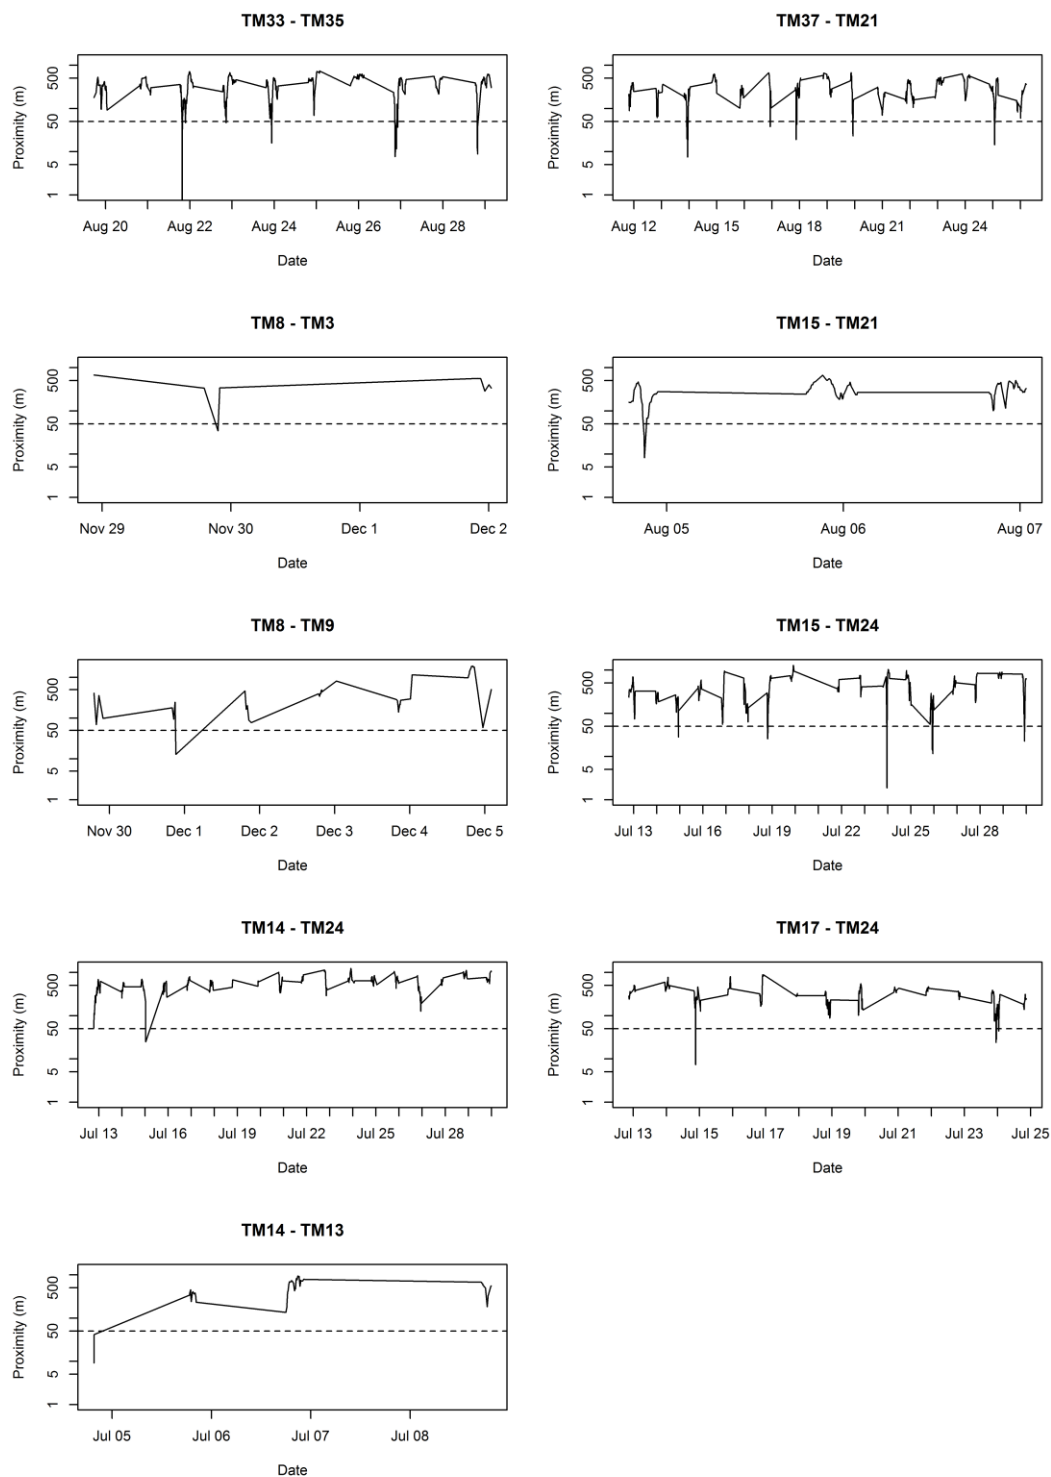 TM33 - TM35
Proximity (m)
500
50
5
1
Aug 20 Aug 22 Aug 24 Aug 26 Aug 28
Date
TM37 - TM21
Proximity (m)
500
50
5
1
Aug 12 Aug 15 Aug 18 Aug 21 Aug 24
Date
TM8 - TM3
Proximity (m)
500
50
5
1
Nov 29 Nov 30 Dec 1 Dec 2
Date
TM15 - TM21
Proximity (m)
500
50
5
1
Aug 05 Aug 06 Aug 07
Date
TM8 - TM9
Proximity (m)
500
50
5
1
Nov 30 Dec 1 Dec 2 Dec 3 Dec 4 Dec 5
Date
TM15 - TM24
Proximity (m)
500
50
5
1
Jul 13 Jul 16 Jul 19 Jul 22 Jul 25 Jul 28
Date
TM14 - TM24
Proximity (m)
500
50
5
1
Jul 13 Jul 16 Jul 19 Jul 22 Jul 25 Jul 28
Date
TM17 - TM24
Proximity (m)
500
50
5
1
Jul 13 Jul 15 Jul 17 Jul 19 Jul 21 Jul 23 Jul 25
Date
TM14 - TM13
Proximity (m)
500
50
5
1
Jul 05 Jul 06 Jul 07 Jul 08
Date